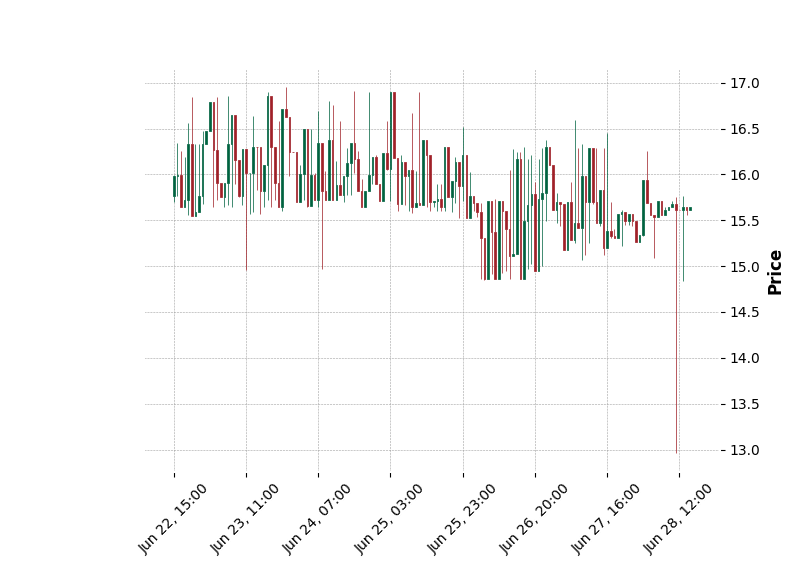 17.0
16.5
16.0
15.5
15.0
14.5
14.0
13.5
13.0
Price
Jun 22, 15:00
Jun 23, 11:00
Jun 24, 07:00
Jun 25, 03:00
Jun 25, 23:00
Jun 26, 20:00
Jun 27, 16:00
Jun 28, 12:00